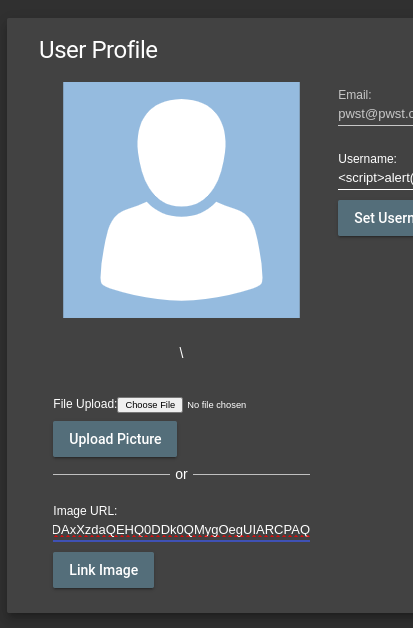 User Profile
Email:
pwst@pwst.
Username:
<script>alert(
Set Usern
\
File Upload: Choose File No file chosen
Upload Picture
or
Image URL:
DAxXzdaQEHQ0DDk0QMygOegUIARCPAQ
Link Image